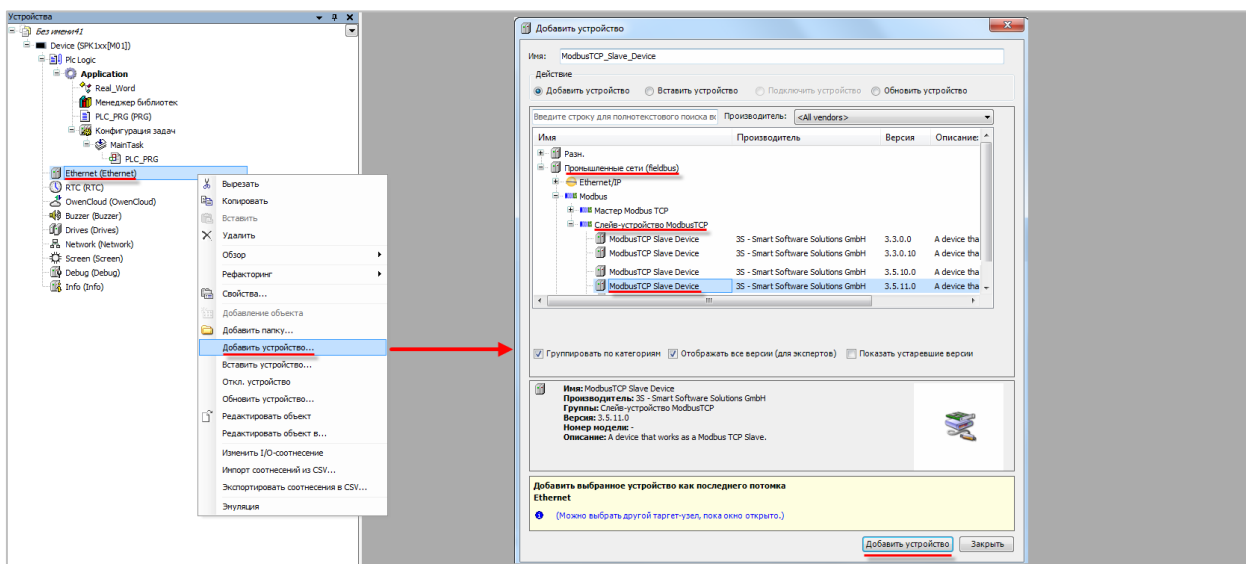 Устройства
Без имени41
Device (SPK1xx[M01])
Plc Logic
Application
Real_Word
Менеджер библиотек
PLC_PRG (PRG)
Конфигурация задач
MainTask
PLC_PRG
Ethernet (Ethernet)
RTC (RTC)
OwenCloud (OwenCloud)
Buzzer (Buzzer)
Drives (Drives)
Network (Network)
Screen (Screen)
Debug (Debug)
Info (Info)
Вырезать
Копировать
Вставить
Удалить
Обзор
Рефакторинг
Свойства...
Добавление объекта
Добавить папку...
Добавить устройство...
Вставить устройство...
Откл. устройство
Обновить устройство...
Редактировать объект
Редактировать объект в...
Изменить I/O-соотнесение
Импорт соотнесений из CSV...
Экспортировать соотнесения в CSV...
Эмуляция
Добавить устройство
Имя: ModbusTCP_Slave_Device
Действие
Добавить устройство Вставить устройство Подключить устройство Обновить устройство
Введите строку для полнотекстового поиска во Производитель: <All vendors>
Имя Производитель Версия Описание:
Разн.
Промышленные сети (fieldbus)
Ethernet/IP
Modbus
Мастер Modbus TCP
Слейв-устройство ModbusTCP
ModbusTCP Slave Device 3S - Smart Software Solutions GmbH 3.3.0.0 A device tha
ModbusTCP Slave Device 3S - Smart Software Solutions GmbH 3.3.0.10 A device tha
ModbusTCP Slave Device 3S - Smart Software Solutions GmbH 3.5.10.0 A device tha
ModbusTCP Slave Device 3S - Smart Software Solutions GmbH 3.5.11.0 A device tha
Группировать по категориям Отображать все версии (для экспертов) Показать устаревшие версии
Имя: ModbusTCP Slave Device
Производитель: 3S - Smart Software Solutions GmbH
Группы: Слейв-устройство ModbusTCP
Версия: 3.5.11.0
Номер модели: -
Описание: A device that works as a Modbus TCP Slave.
Добавить выбранное устройство как последнего потомка
Ethernet
(Можно выбрать другой таргет-узел, пока окно открыто.)
Добавить устройство Закрыть